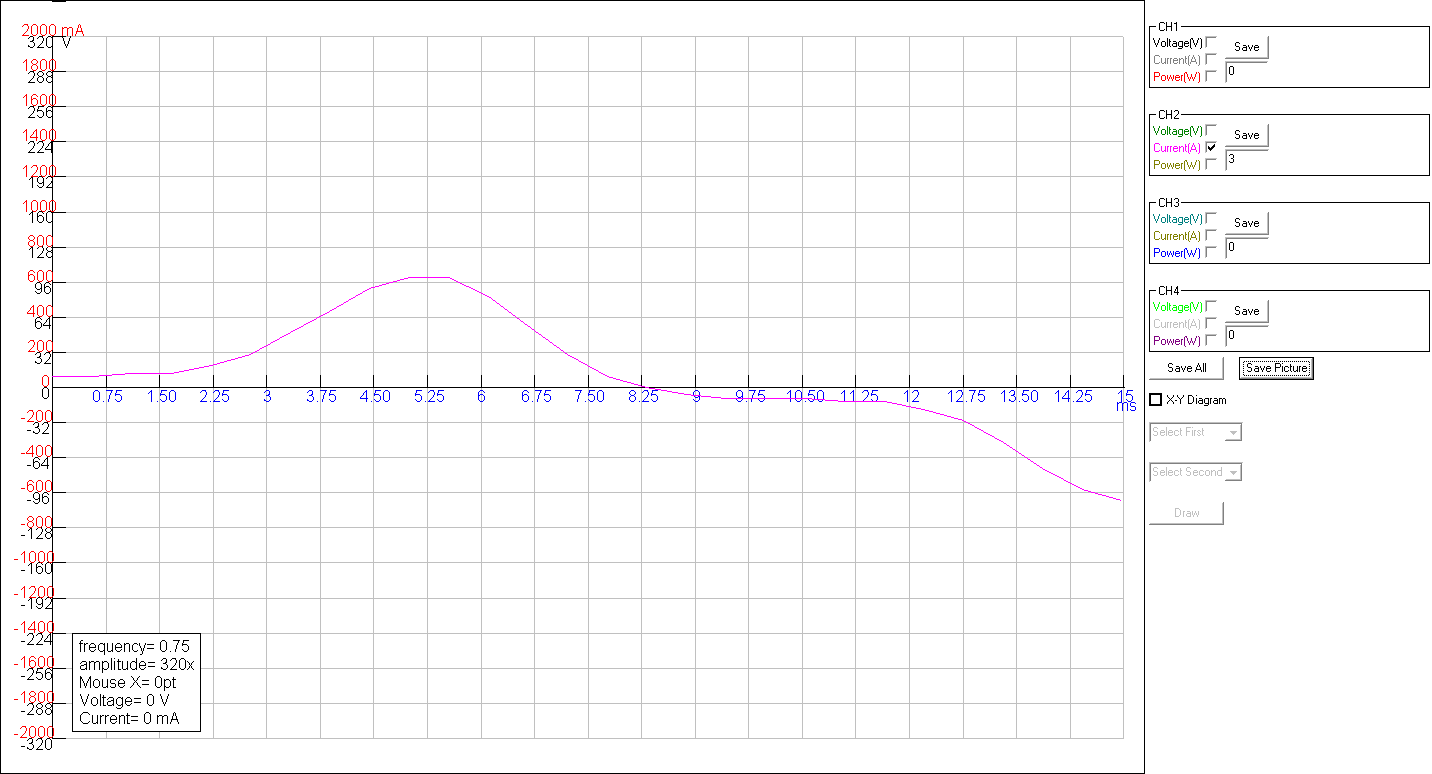 2000 mA
320 V
1800
288
1600
256
1400
224
1200
192
1000
160
800
128
600
96
400
64
200
32
0
0
0.75 1.50 2.25 3 3.75 4.50 5.25 6 6.75 7.50 8.25 9 9.75 10.50 11.25 12 12.75 13.50 14.25 15
ms
-200
-32
-400
-64
-600
-96
-800
-128
-1000
-160
-1200
-192
-1400
-224
-1600
-256
-1800
-288
-2000
-320
frequency= 0.75
amplitude= 320x
Mouse X= 0pt
Voltage= 0 V
Current= 0 mA
CH1
Voltage(V) Save
Current(A) 0
Power(W)
CH2
Voltage(V) Save
Current(A) 3
Power(W)
CH3
Voltage(V) Save
Current(A) 0
Power(W)
CH4
Voltage(V) Save
Current(A) 0
Power(W)
Save All Save Picture
X-Y Diagram
Select First
Select Second
Draw